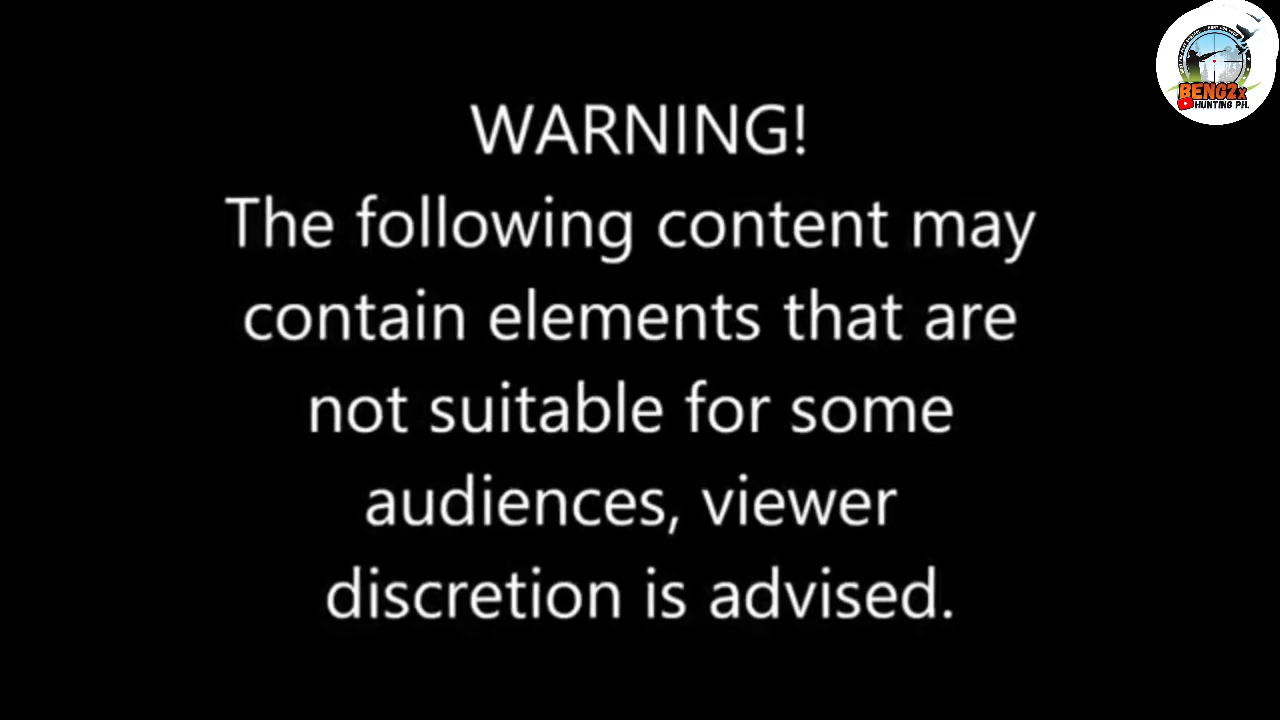 WARNING!
The following content may
contain elements that are
not suitable for some
audiences, viewer
discretion is advised.
BENGZx
HUNTING PH.